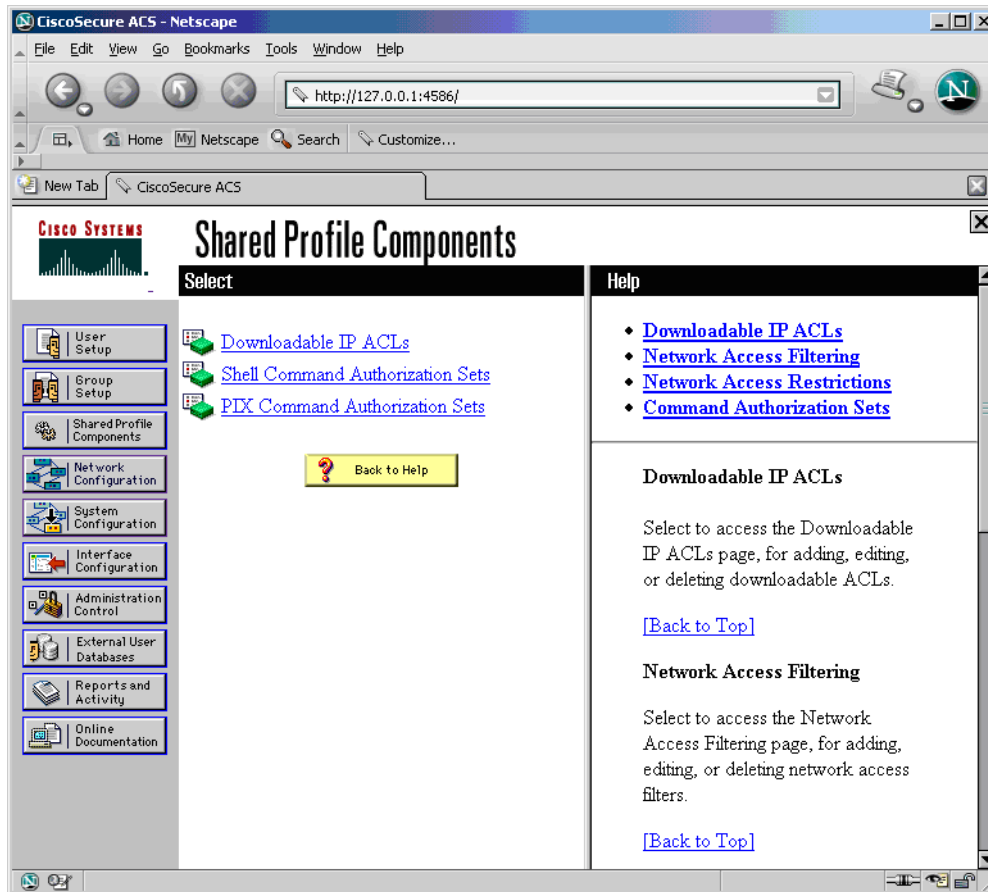 CiscoSecure ACS - Netscape
File Edit View Go Bookmarks Tools Window Help
http://127.0.0.1:4586/
N
Home My Netscape Search Customize...
New Tab CiscoSecure ACS
CISCO SYSTEMS
Shared Profile Components
Select
Help
User
Setup
Group
Setup
Shared Profile
Components
Network
Configuration
System
Configuration
Interface
Configuration
Administration
Control
External User
Databases
Reports and
Activity
Online
Documentation
Downloadable IP ACLs
Shell Command Authorization Sets
PIX Command Authorization Sets
? Back to Help
• Downloadable IP ACLs
• Network Access Filtering
• Network Access Restrictions
• Command Authorization Sets
Downloadable IP ACLs
Select to access the Downloadable
IP ACLs page, for adding, editing,
or deleting downloadable ACLs.
[Back to Top]
Network Access Filtering
Select to access the Network
Access Filtering page, for adding,
editing, or deleting network access
filters.
[Back to Top]